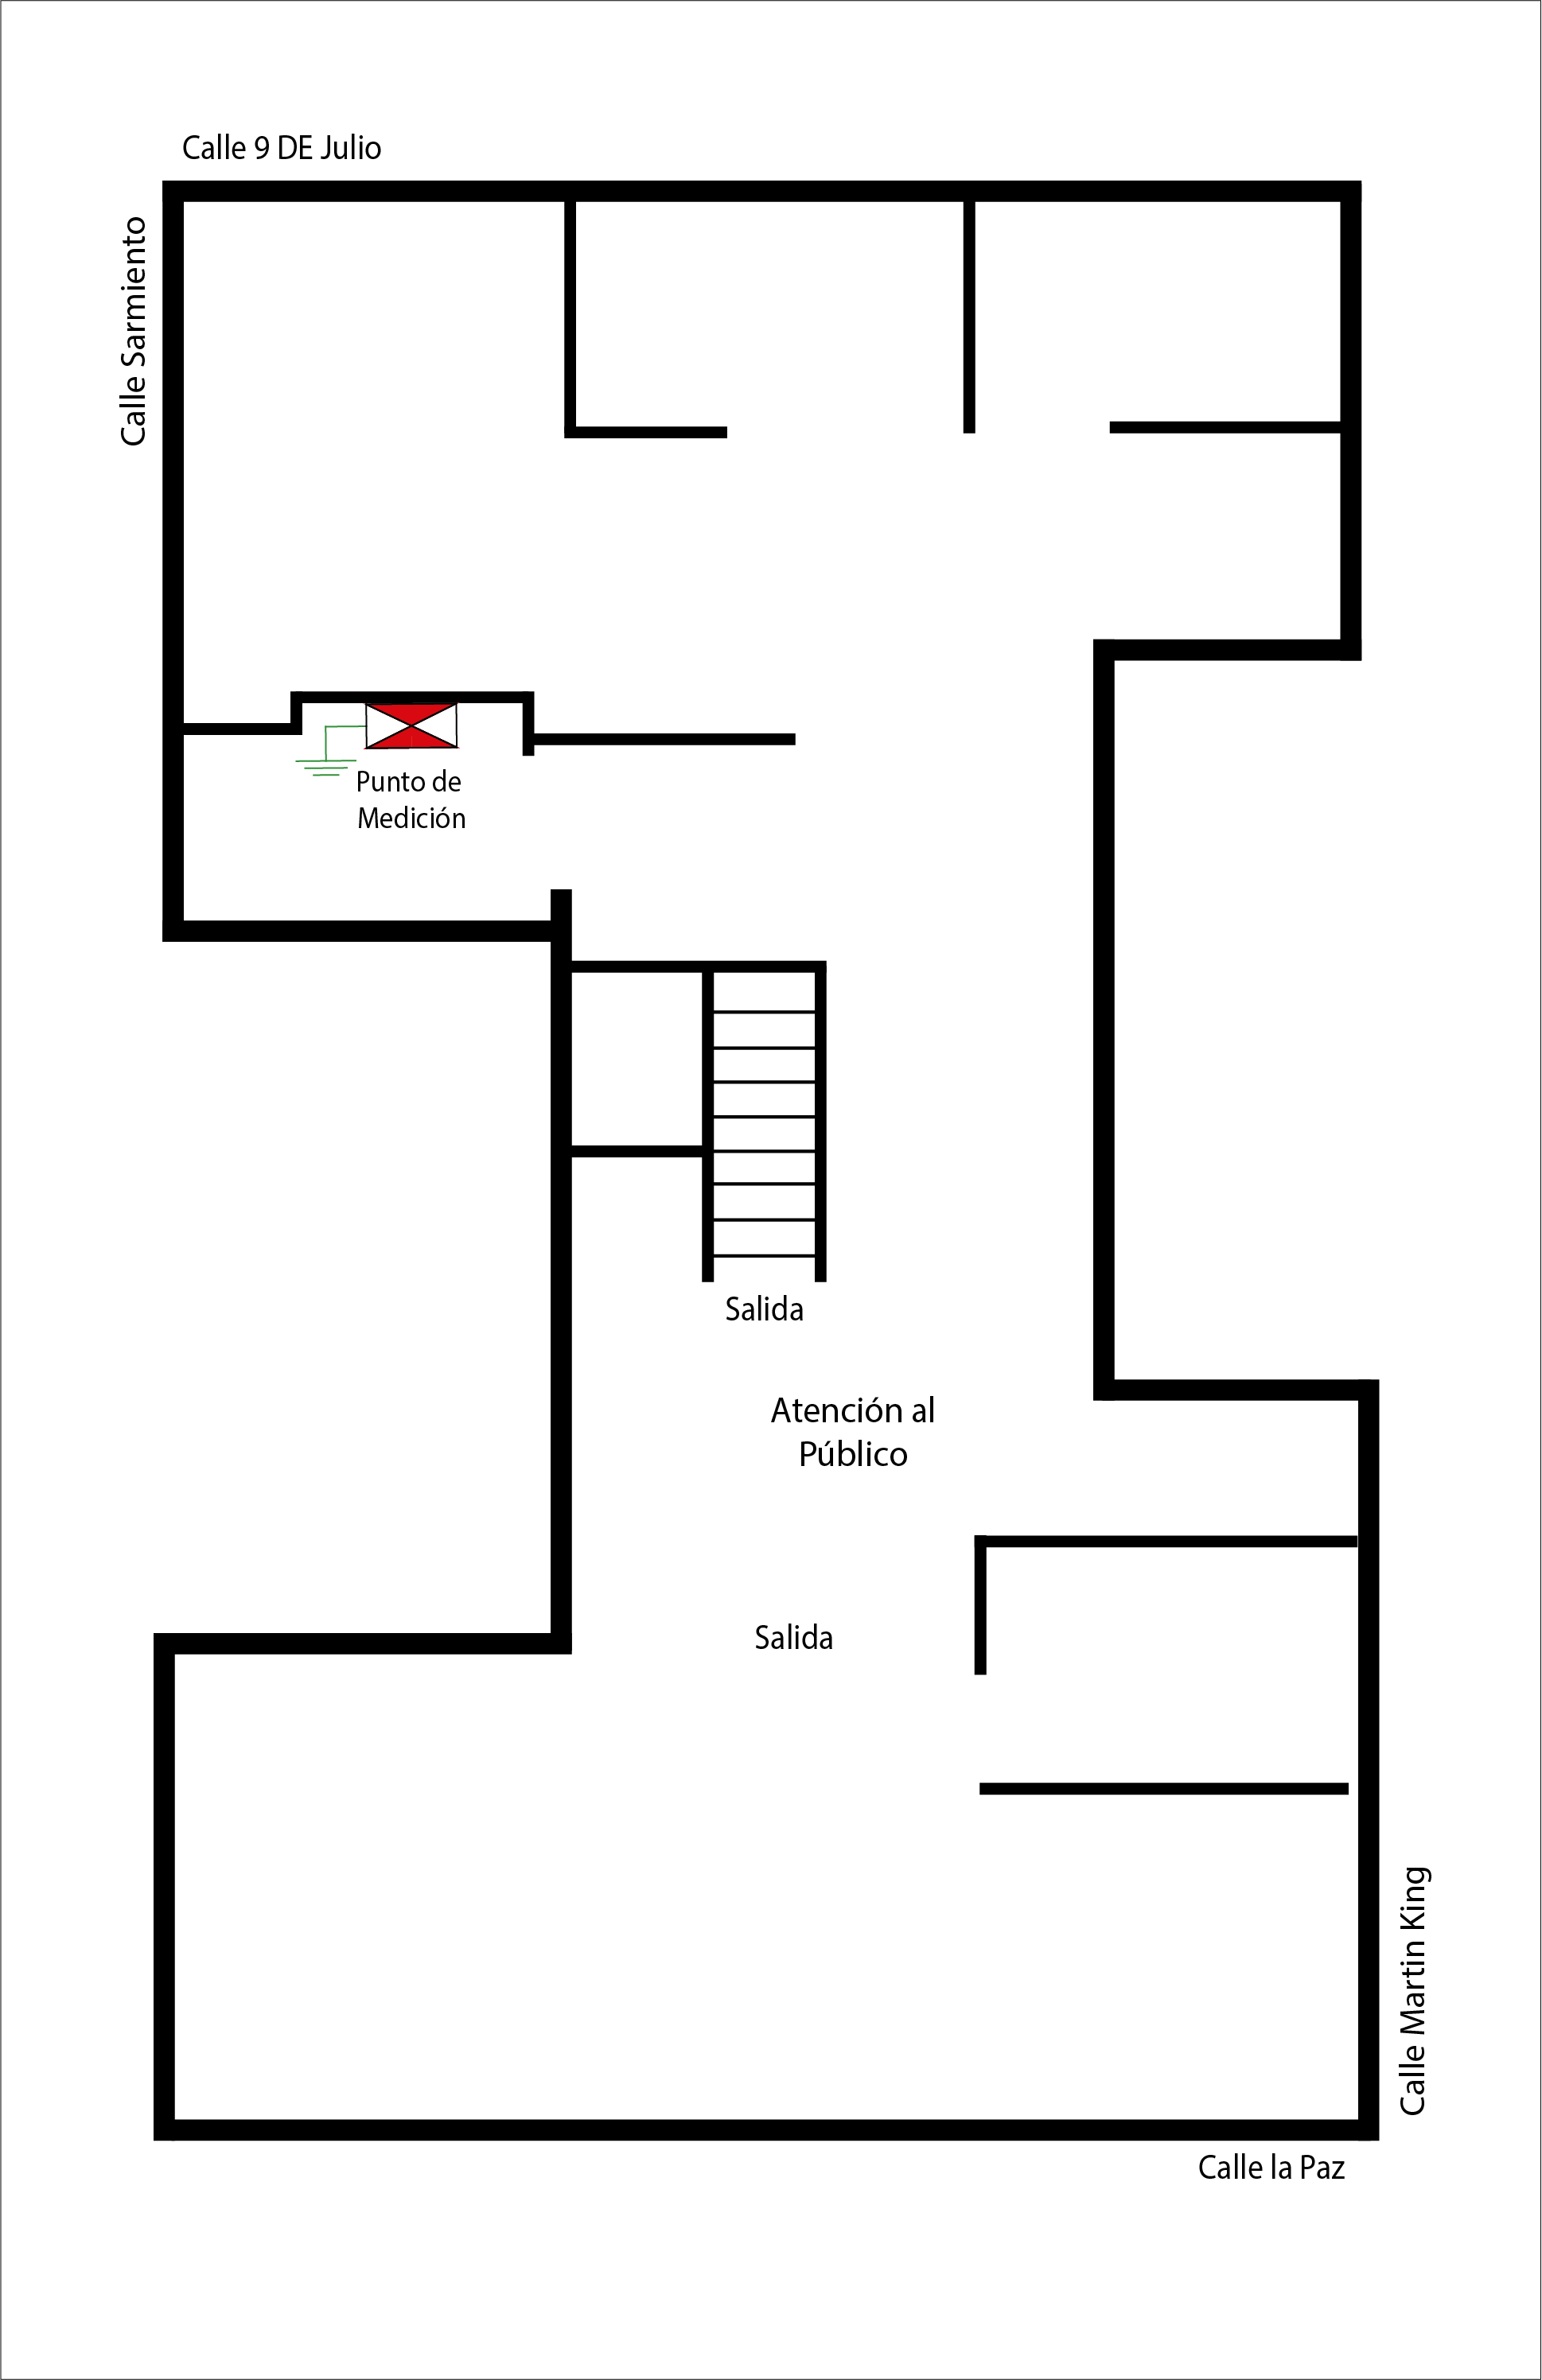 Calle 9 DE Julio
Calle Sarmiento
Punto de
Medición
Salida
Atención al
Público
Salida
Calle Martin King
Calle la Paz